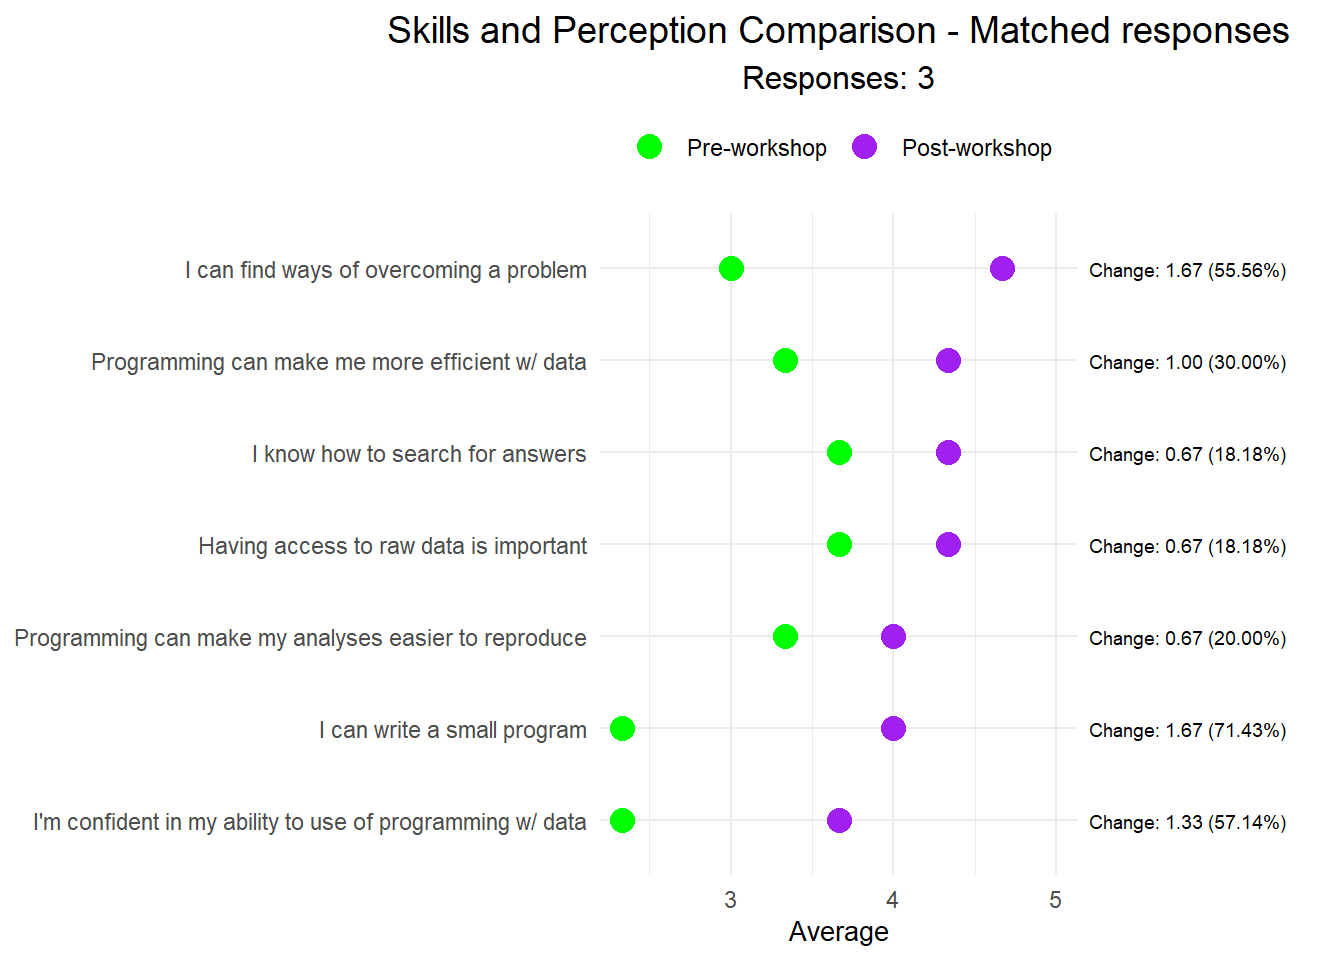 Skills and Perception Comparison - Matched responses
Responses: 3
Pre-workshop Post-workshop
I can find ways of overcoming a problem Change: 1.67 (55.56%)
Programming can make me more efficient w/ data Change: 1.00 (30.00%)
I know how to search for answers Change: 0.67 (18.18%)
Having access to raw data is important Change: 0.67 (18.18%)
Programming can make my analyses easier to reproduce Change: 0.67 (20.00%)
I can write a small program Change: 1.67 (71.43%)
I'm confident in my ability to use of programming w/ data Change: 1.33 (57.14%)
3 4 5
Average